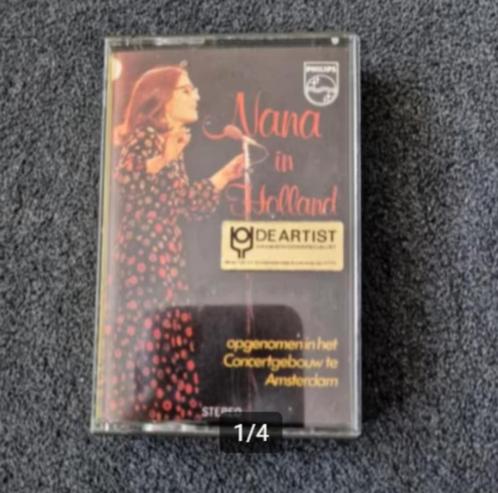 PHILIPS
Nana
in
Holland
DE ARTIST
opgenomen in het
Concertgebouw te
Amsterdam
STEREO
1/4